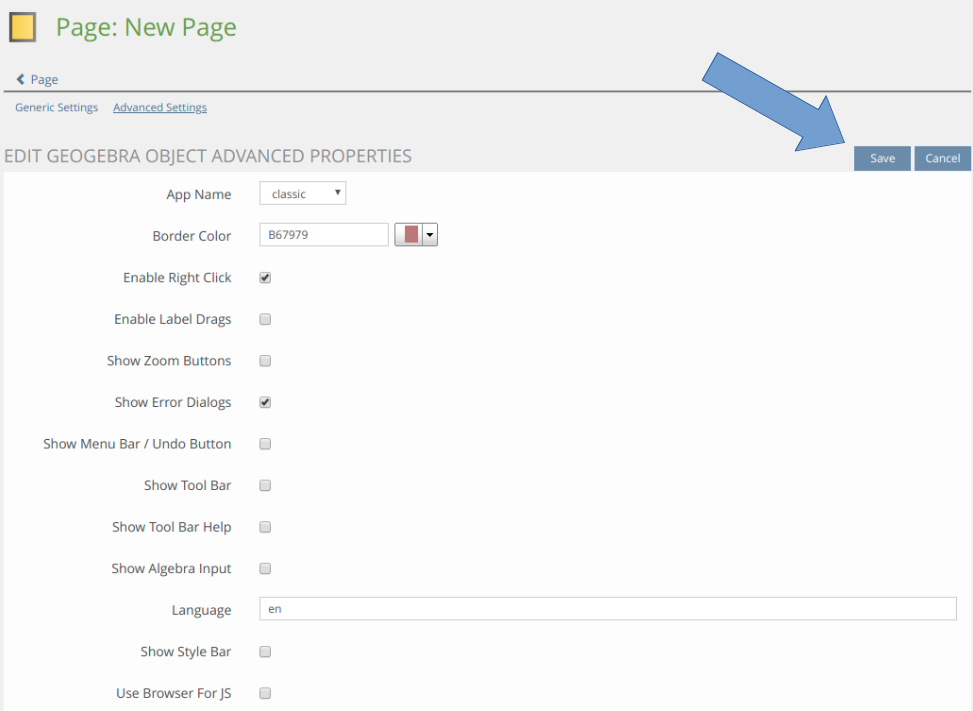 Page: New Page
Page
Generic Settings Advanced Settings
EDIT GEOGEBRA OBJECT ADVANCED PROPERTIES Save Cancel
App Name classic
Border Color B67979
Enable Right Click
Enable Label Drags
Show Zoom Buttons
Show Error Dialogs
Show Menu Bar / Undo Button
Show Tool Bar
Show Tool Bar Help
Show Algebra Input
Language en
Show Style Bar
Use Browser For JS